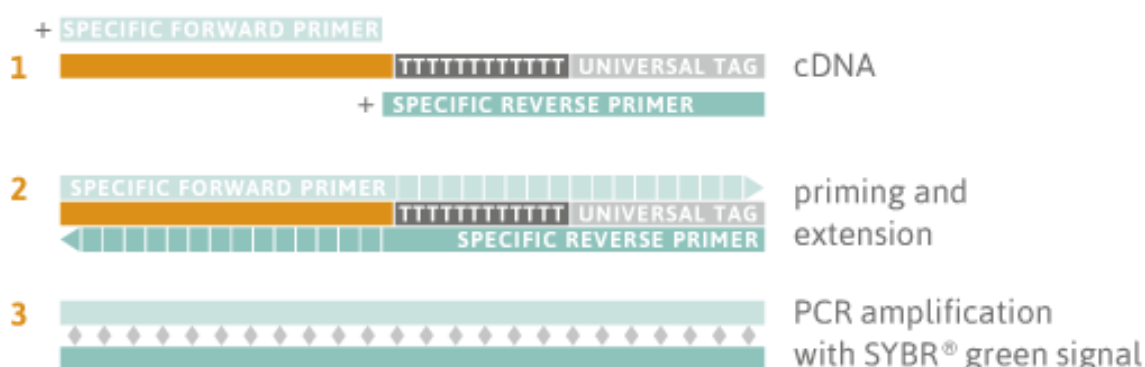 + SPECIFIC FORWARD PRIMER
1 TTTTTTTTTTTT UNIVERSAL TAG cDNA
+ SPECIFIC REVERSE PRIMER
2 SPECIFIC FORWARD PRIMER
TTTTTTTTTTTT UNIVERSAL TAG
SPECIFIC REVERSE PRIMER
priming and
extension
3 PCR amplification
with SYBR® green signal